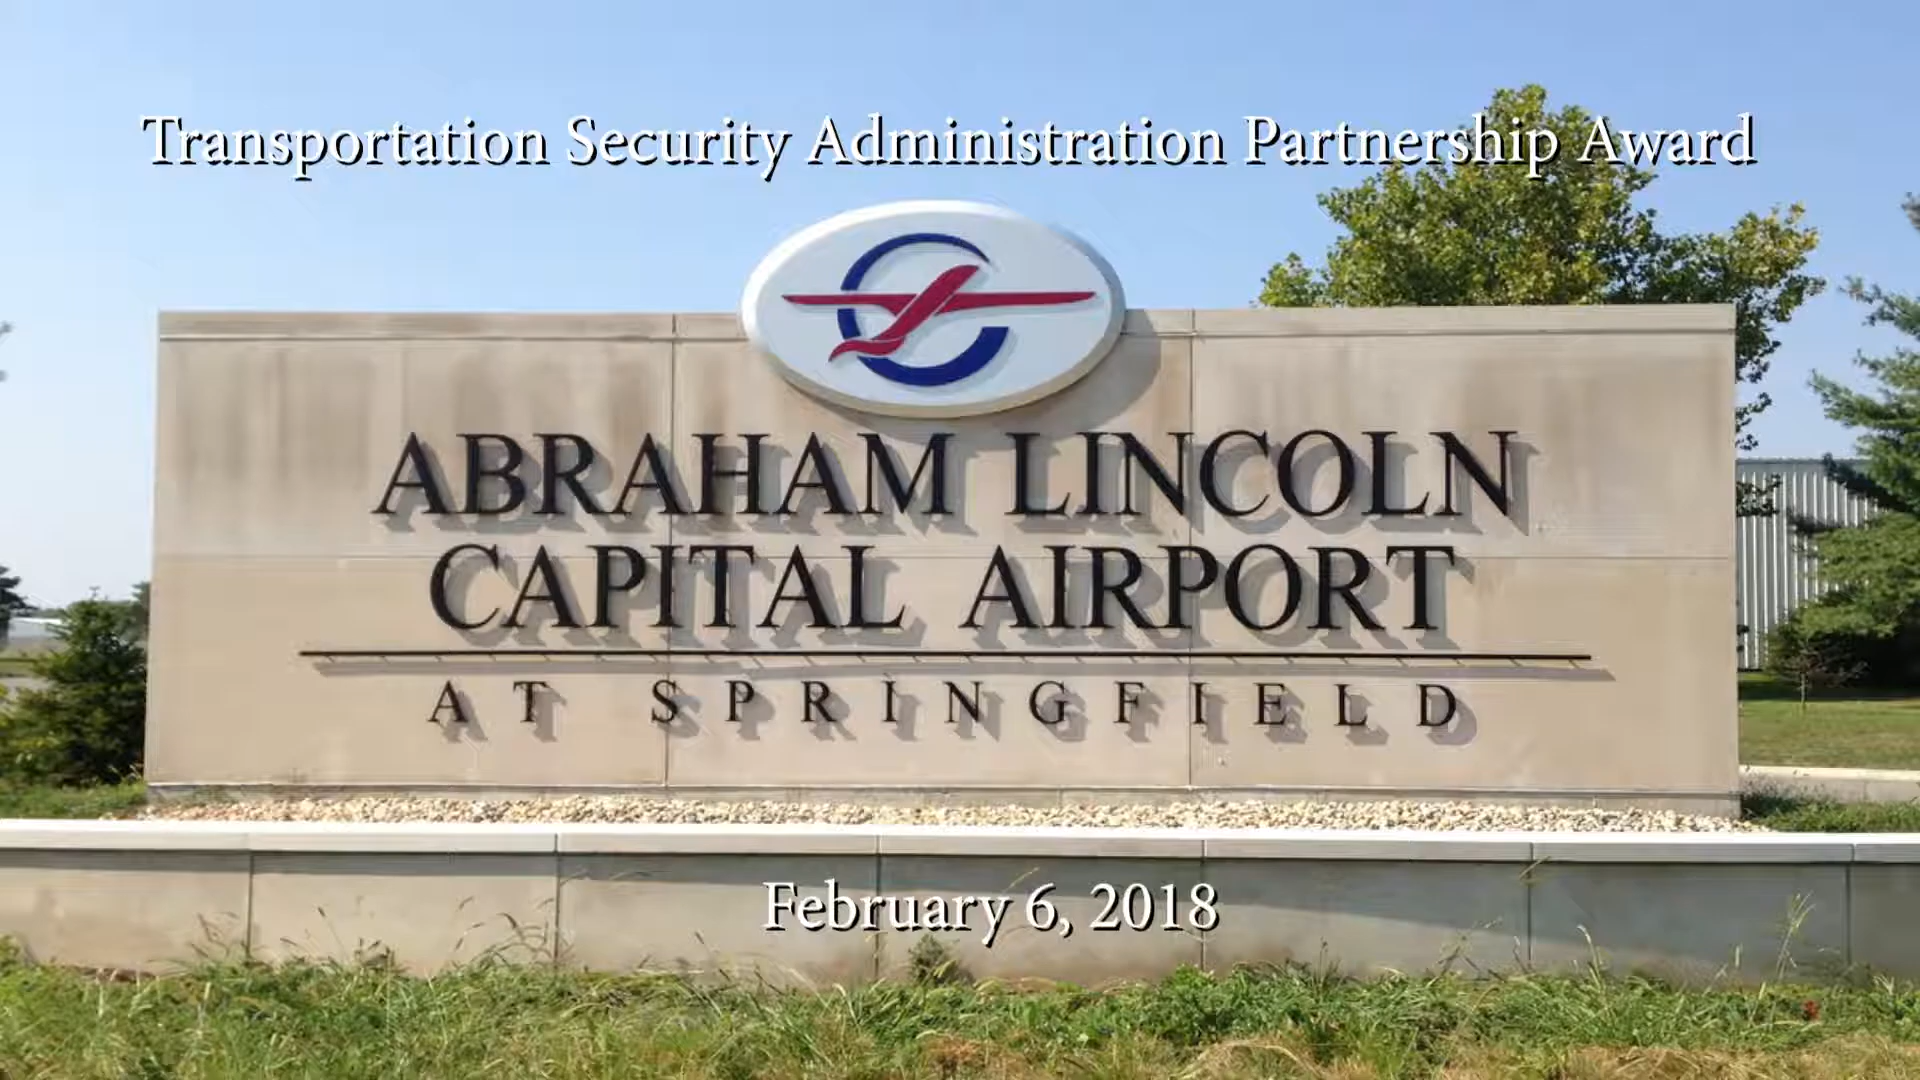 Transportation Security Administration Partnership Award
ABRAHAM LINCOLN
CAPITAL AIRPORT
AT SPRINGFIELD
February 6, 2018